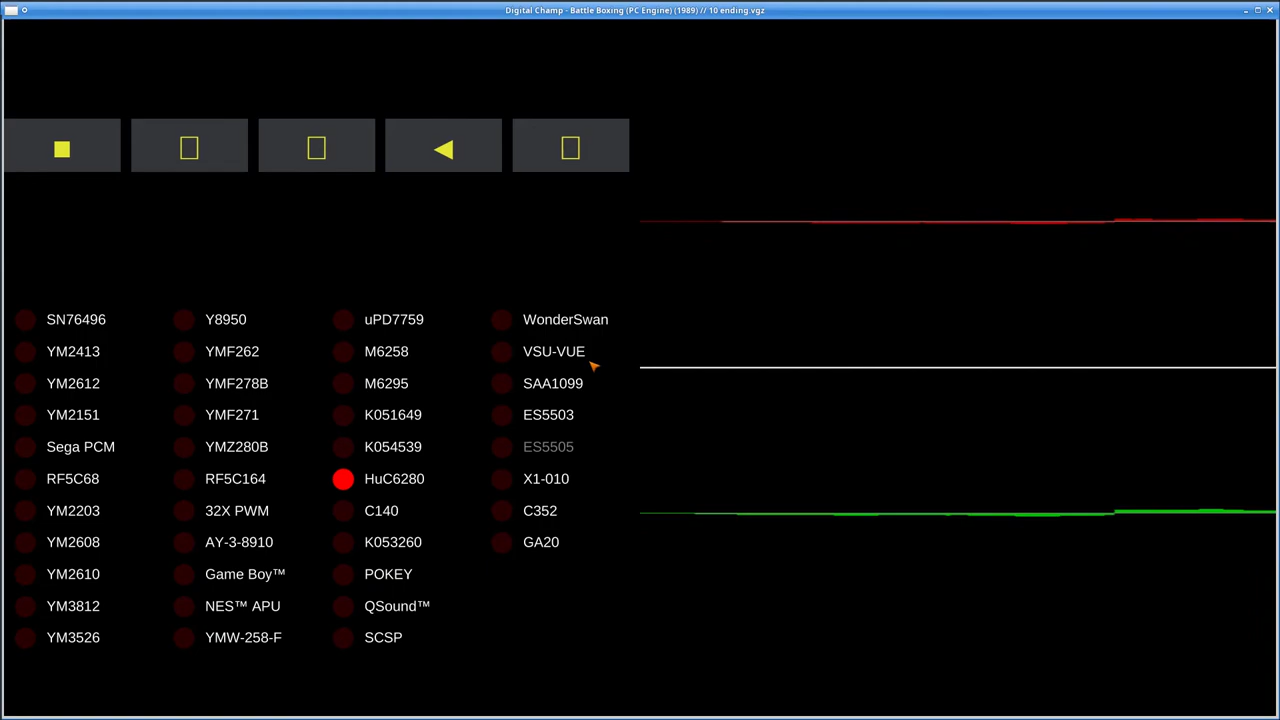 Digital Champ - Battle Boxing (PC Engine) (1989) // 10 ending.vgz
SN76496
YM2413
YM2612
YM2151
Sega PCM
RF5C68
YM2203
YM2608
YM2610
YM3812
YM3526
Y8950
YMF262
YMF278B
YMF271
YMZ280B
RF5C164
32X PWM
AY-3-8910
Game Boy™
NES™ APU
YMW-258-F
uPD7759
M6258
M6295
K051649
K054539
HuC6280
C140
K053260
POKEY
QSound™
SCSP
WonderSwan
VSU-VUE
SAA1099
ES5503
ES5505
X1-010
C352
GA20